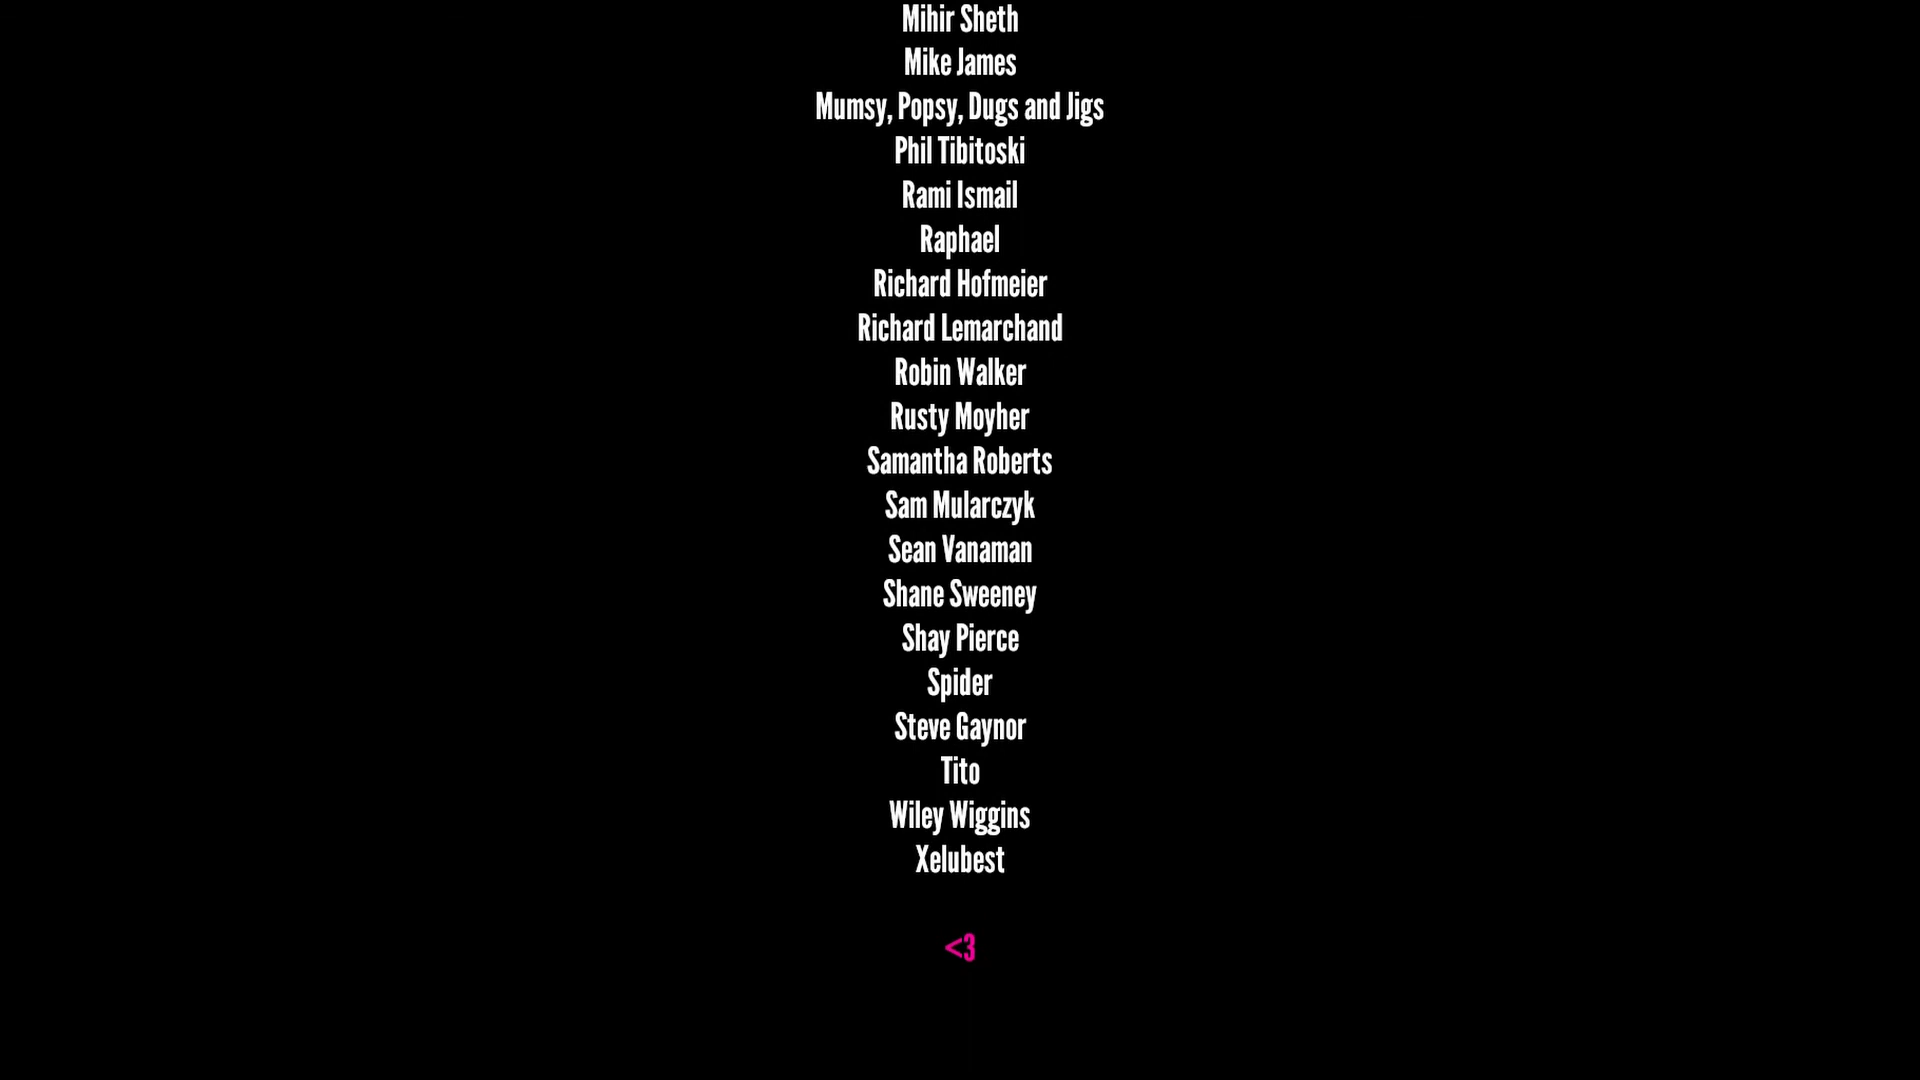 Mihir Sheth
Mike James
Mumsy, Popsy, Dugs and Jigs
Phil Tibitoski
Rami Ismail
Raphael
Richard Hofmeier
Richard Lemarchand
Robin Walker
Rusty Moyher
Samantha Roberts
Sam Mularczyk
Sean Vanaman
Shane Sweeney
Shay Pierce
Spider
Steve Gaynor
Tito
Wiley Wiggins
Xelubest
<3